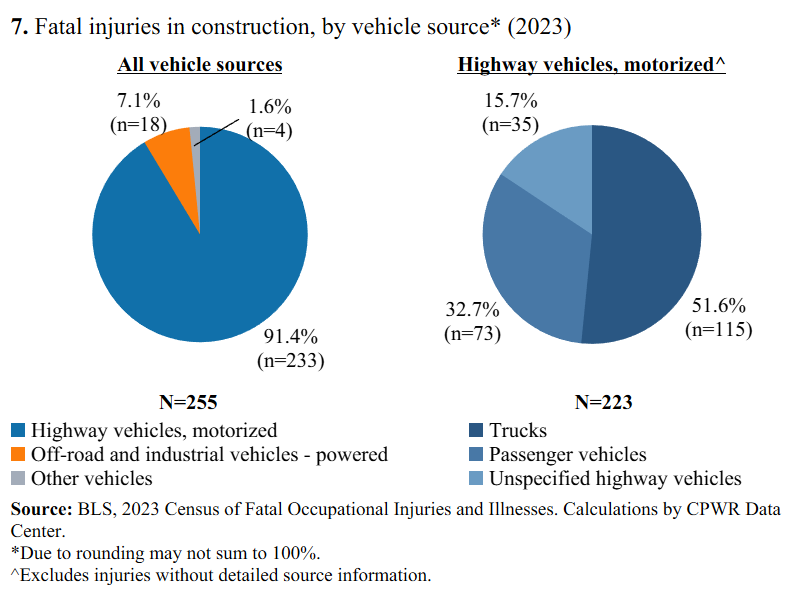 7. Fatal injuries in construction, by vehicle source* (2023)
All vehicle sources
7.1%
(n=18)
1.6%
(n=4)
91.4%
(n=233)
N=255
Highway vehicles, motorized
Off-road and industrial vehicles - powered
Other vehicles
Highway vehicles, motorized^
15.7%
(n=35)
32.7%
(n=73)
51.6%
(n=115)
N=223
Trucks
Passenger vehicles
Unspecified highway vehicles
Source: BLS, 2023 Census of Fatal Occupational Injuries and Illnesses. Calculations by CPWR Data
Center.
*Due to rounding may not sum to 100%.
^Excludes injuries without detailed source information.